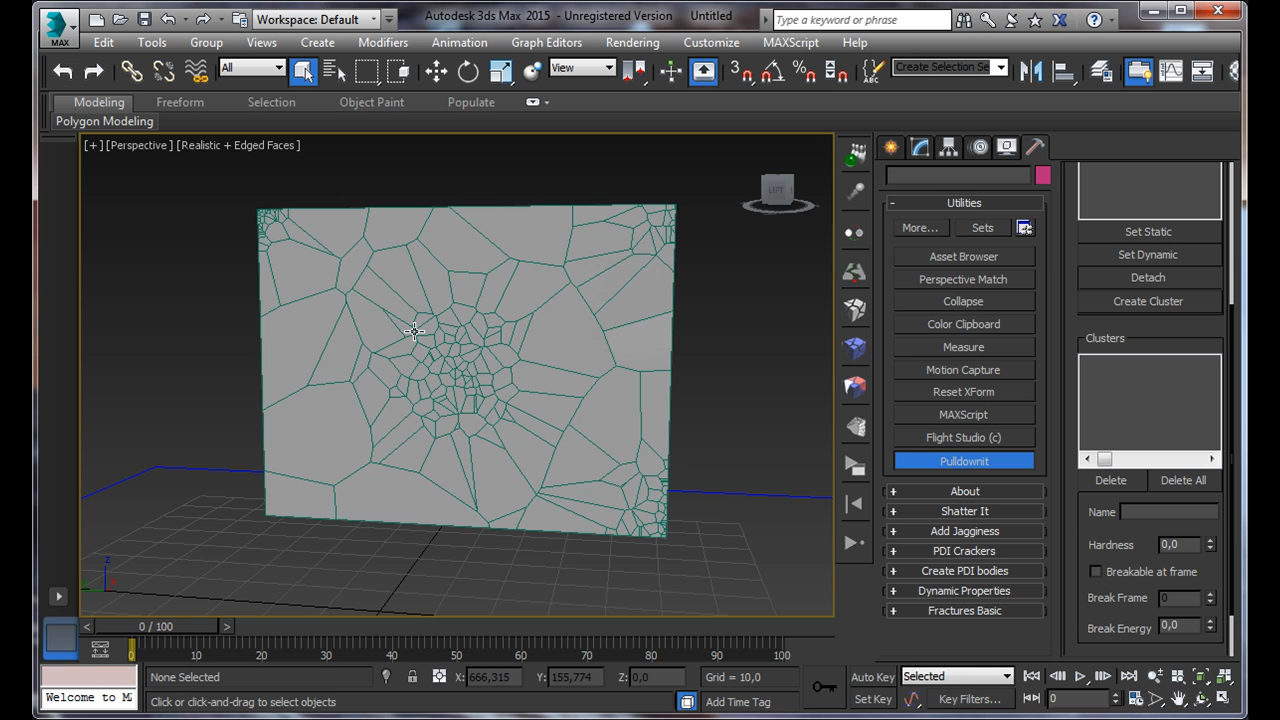 Workspace: Default
Autodesk 3ds Max 2015 - Unregistered Version
Untitled
Type a keyword or phrase
MAX
Edit
Tools
Group
Views
Create
Modifiers
Animation
Graph Editors
Rendering
Customize
MAXScript
Help
All
View
3
Create Selection Se
Modeling
Freeform
Selection
Object Paint
Populate
Polygon Modeling
[+] [Perspective ] [Realistic + Edged Faces ]
Utilities
More...
Sets
Asset Browser
Perspective Match
Collapse
Color Clipboard
Measure
Motion Capture
Reset XForm
MAXScript
Flight Studio (c)
Pulldownit
About
Shatter It
Add Jagginess
PDI Crackers
Create PDI bodies
Dynamic Properties
Fractures Basic
Set Static
Set Dynamic
Detach
Create Cluster
Clusters
Delete
Delete All
Name
Hardness
0,0
Breakable at frame
Break Frame
0
Break Energy
0,0
0 / 100
10 20 30 40 50 60 70 80 90 100
None Selected
X: 666,315
Y: 155,774
Z: 0,0
Grid = 10,0
Auto Key
Selected
Welcome to M
Click or click-and-drag to select objects
Add Time Tag
Set Key
Key Filters...
0